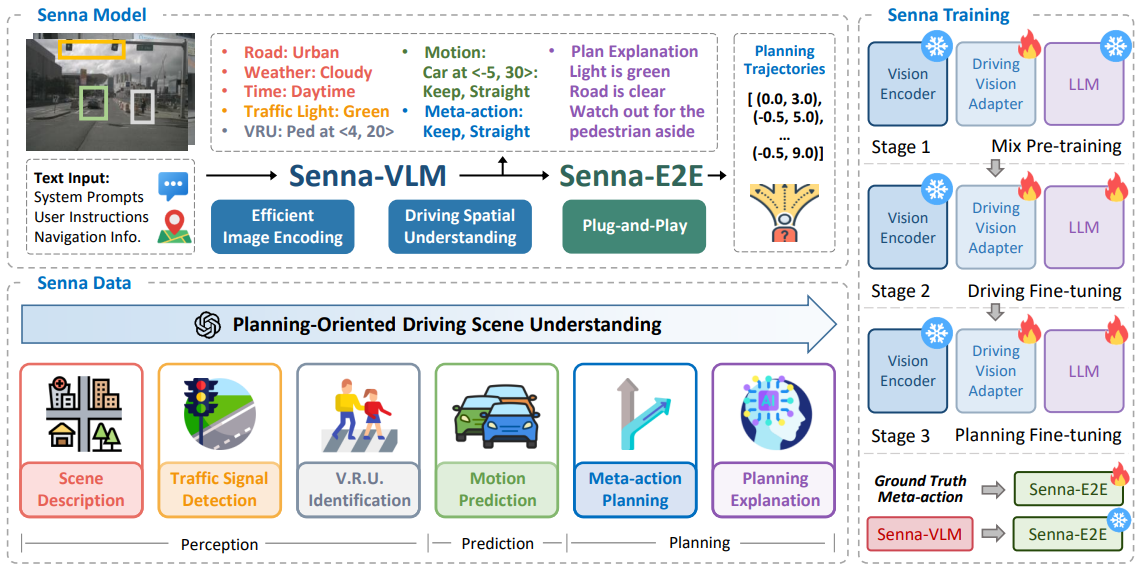 Senna Model
• Road: Urban
• Weather: Cloudy
• Time: Daytime
• Traffic Light: Green
• VRU: Ped at <4, 20>
• Motion:
Car at <-5, 30>:
Keep, Straight
• Meta-action:
Keep, Straight
• Plan Explanation
Light is green
Road is clear
Watch out for the
pedestrian aside
Planning
Trajectories
[ (0.0, 3.0),
(-0.5, 5.0),
...
(-0.5, 9.0)]
Text Input:
System Prompts
User Instructions
Navigation Info.
Senna-VLM
Senna-E2E
Efficient
Image Encoding
Driving Spatial
Understanding
Plug-and-Play
?
Senna Data
Planning-Oriented Driving Scene Understanding
AI
Scene
Description
Traffic Signal
Detection
V.R.U.
Identification
Motion
Prediction
Meta-action
Planning
Planning
Explanation
Perception
Prediction
Planning
Senna Training
Vision
Encoder
Driving
Vision
Adapter
LLM
Stage 1
Mix Pre-training
Vision
Encoder
Driving
Vision
Adapter
LLM
Stage 2
Driving Fine-tuning
Vision
Encoder
Driving
Vision
Adapter
LLM
Stage 3
Planning Fine-tuning
Ground Truth
Meta-action
Senna-E2E
Senna-VLM
Senna-E2E